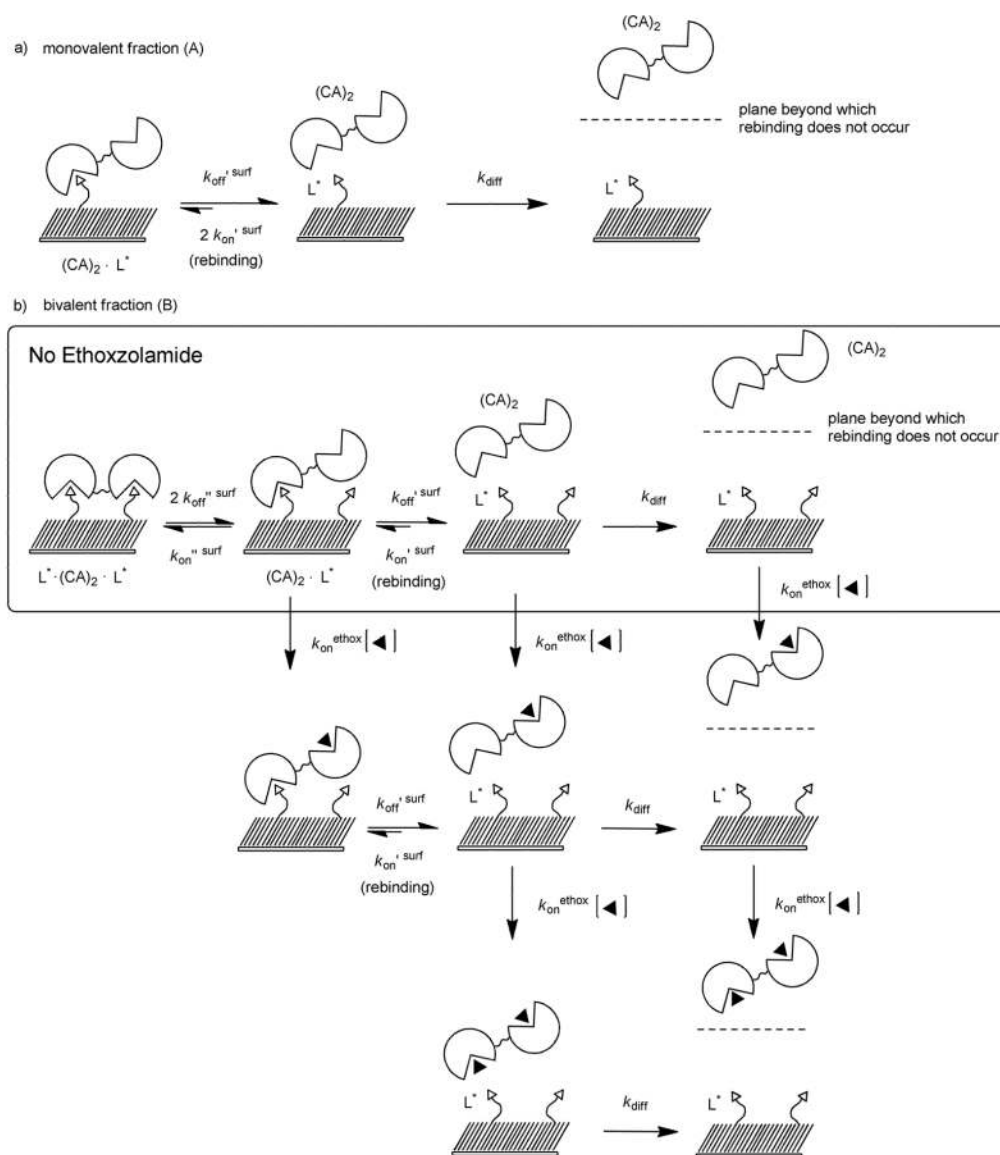 a) monovalent fraction (A)
(CA)2
plane beyond which
rebinding does not occur
(CA)2
koff' surf
2 kon' surf
(rebinding)
L*
kdiff
L*
(CA)2 · L*
b) bivalent fraction (B)
No Ethoxzolamide
(CA)2
plane beyond which
rebinding does not occur
(CA)2
2 koff'' surf
kon'' surf
koff' surf
kon' surf
(rebinding)
L*
kdiff
L*
L*·(CA)2 · L*
(CA)2 · L*
kon ethox [◀]
kon ethox [◀]
kon ethox [◀]
koff' surf
kon' surf
(rebinding)
L*
kdiff
L*
kon ethox [◀]
kon ethox [◀]
L*
kdiff
L*